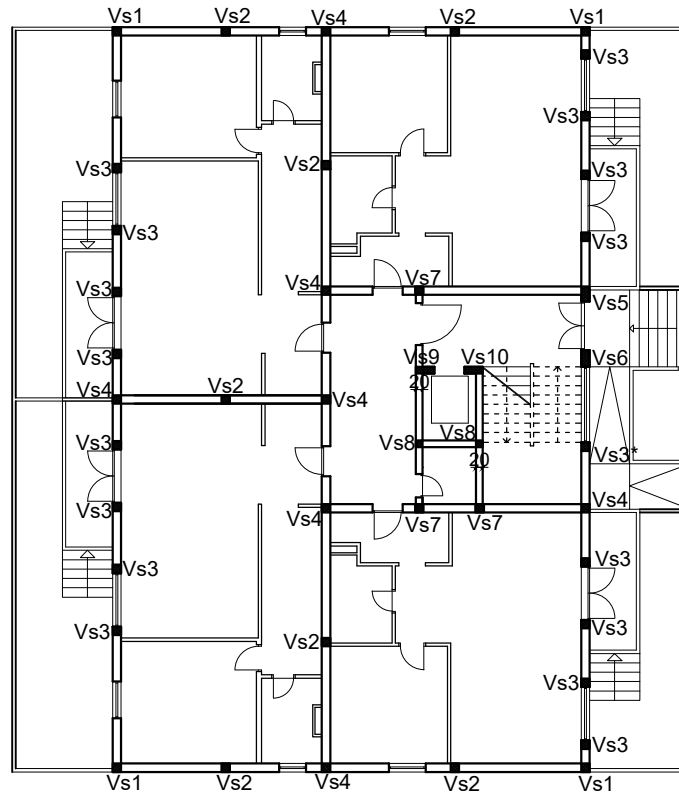 Vs1 Vs2 Vs4 Vs2 Vs1
Vs3
Vs3
Vs3 Vs2 Vs3
Vs3 Vs3
Vs3 Vs4 Vs7 Vs5
Vs3 Vs9 Vs10 Vs6
20
Vs4 Vs2 Vs4
Vs3 Vs8 Vs8 Vs3*
20
Vs3 Vs4 Vs7 Vs7 Vs4
Vs3 Vs3
Vs3 Vs2 Vs3
Vs3
Vs3
Vs1 Vs2 Vs4 Vs2 Vs1